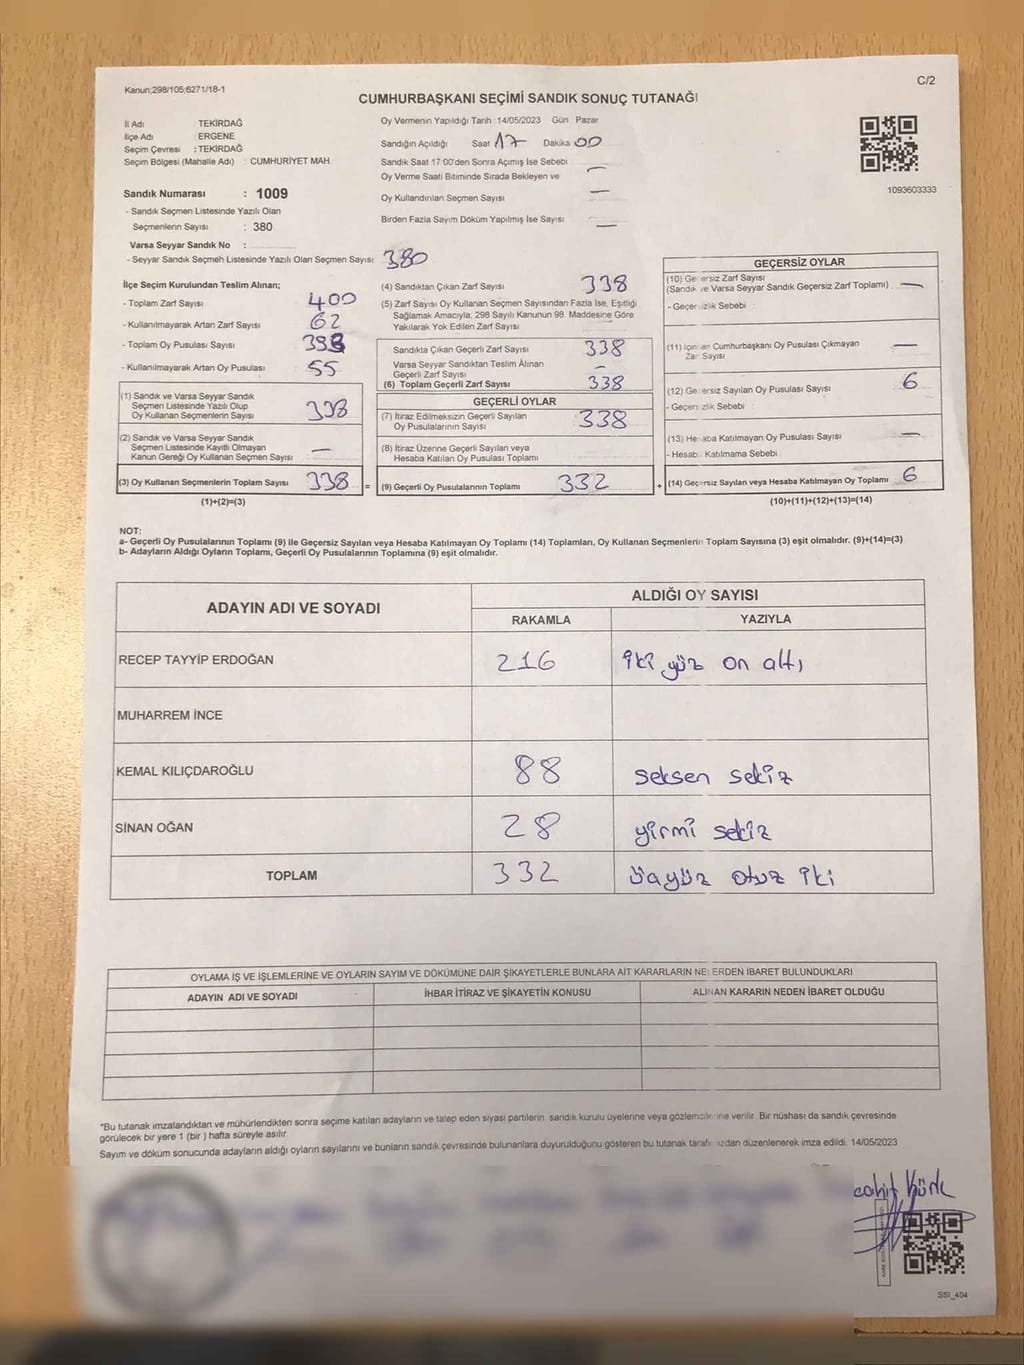 Kanun;298/105;6271/18-1
C/2
CUMHURBAŞKANI SEÇİMİ SANDIK SONUÇ TUTANAĞI
İl Adı : TEKİRDAĞ
İlçe Adı : ERGENE
Seçim Çevresi : TEKİRDAĞ
Seçim Bölgesi (Mahalle Adı) : CUMHURİYET MAH.
Sandık Numarası : 1009
- Sandık Seçmen Listesinde Yazılı Olan
Seçmenlerin Sayısı : 380
Varsa Seyyar Sandık No :
- Seyyar Sandık Seçmen Listesinde Yazılı Olan Seçmen Sayısı : 380
Oy Vermenin Yapıldığı Tarih 14/05/2023 Gün Pazar
Sandığın Açıldığı Saat 17 Dakika 00
Sandık Saat 17:00'den Sonra Açımış İse Sebebi —
Oy Verme Saati Bitiminde Sırada Bekleyen ve
Oy Kullandırılan Seçmen Sayısı —
Birden Fazla Sayım Döküm Yapılmış İse Sayısı —
1093603333
İlçe Seçim Kurulundan Teslim Alınan;
- Toplam Zarf Sayısı 400
- Kullanılmayarak Artan Zarf Sayısı 62
- Toplam Oy Pusulası Sayısı 393
- Kullanılmayarak Artan Oy Pusulası 55
(1) Sandık ve Varsa Seyyar Sandık
Seçmen Listesinde Yazılı Olup
Oy Kullanan Seçmenlerin Sayısı 338
(2) Sandık ve Varsa Seyyar Sandık
Seçmen Listesinde Kayıtlı Olmayan
Kanun Gereği Oy Kullanan Seçmen Sayısı —
(3) Oy Kullanan Seçmenlerin Toplam Sayısı 338 =
(1)+(2)=(3)
(4) Sandıktan Çıkan Zarf Sayısı 338
(5) Zarf Sayısı Oy Kullanan Seçmen Sayısından Fazla İse, Eşitliği
Sağlamak Amacıyla; 298 Sayılı Kanunun 98. Maddesine Göre
Yakılarak Yok Edilen Zarf Sayısı
Sandıkta Çıkan Geçerli Zarf Sayısı 338
Varsa Seyyar Sandıktan Teslim Alınan
Geçerli Zarf Sayısı —
(6) Toplam Geçerli Zarf Sayısı 338
GEÇERLİ OYLAR
(7) İtiraz Edilmeksizin Geçerli Sayılan
Oy Pusulalarının Sayısı 338
(8) İtiraz Üzerine Geçerli Sayılan veya
Hesaba Katılan Oy Pusulası Toplamı
(9) Geçerli Oy Pusulalarının Toplamı 332 +
GEÇERSİZ OYLAR
(10) Geçersiz Zarf Sayısı
(Sandık ve Varsa Seyyar Sandık Geçersiz Zarf Toplamı) —
- Geçersizlik Sebebi :
(11) İçinden Cumhurbaşkanı Oy Pusulası Çıkmayan
Zarf Sayısı —
(12) Geçersiz Sayılan Oy Pusulası Sayısı 6
- Geçersizlik Sebebi :
(13) Hesaba Katılmayan Oy Pusulası Sayısı —
- Hesaba Katılmama Sebebi
(14) Geçersiz Sayılan veya Hesaba Katılmayan Oy Toplamı 6
(10)+(11)+(12)+(13)=(14)
NOT:
a- Geçerli Oy Pusulalarının Toplamı (9) ile Geçersiz Sayılan veya Hesaba Katılmayan Oy Toplamı (14) Toplamları, Oy Kullanan Seçmenlerin Toplam Sayısına (3) eşit olmalıdır. (9)+(14)=(3)
b- Adayların Aldığı Oyların Toplamı, Geçerli Oy Pusulalarının Toplamına (9) eşit olmalıdır.
ADAYIN ADI VE SOYADI
ALDIĞI OY SAYISI
RAKAMLA YAZIYLA
RECEP TAYYİP ERDOĞAN 216 iki yüz on altı
MUHARREM İNCE
KEMAL KILIÇDAROĞLU 88 seksen sekiz
SİNAN OĞAN 28 yirmi sekiz
TOPLAM 332 üçyüz otuz iki
OYLAMA İŞ VE İŞLEMLERİNE VE OYLARIN SAYIM VE DÖKÜMÜNE DAİR ŞİKAYETLERLE BUNLARA AİT KARARLARIN NELERDEN İBARET BULUNDUKLARI
ADAYIN ADI VE SOYADI İHBAR İTİRAZ VE ŞİKAYETİN KONUSU ALINAN KARARIN NEDEN İBARET OLDUĞU
*Bu tutanak imzalandıktan ve mühürlendikten sonra seçime katılan adayların ve talep eden siyasi partilerin sandık kurulu üyelerine veya gözlemcilerine verilir. Bir nüshası da sandık çevresinde
görülecek bir yere 1 (bir ) hafta süreyle asılır.
Sayım ve döküm sonucunda adayların aldığı oyların sayılarını ve bunların sandık çevresinde bulunanlara duyurulduğunu gösteren bu tutanak tarafımızdan düzenlenerek imza edildi. 14/05/2023
SSI_404